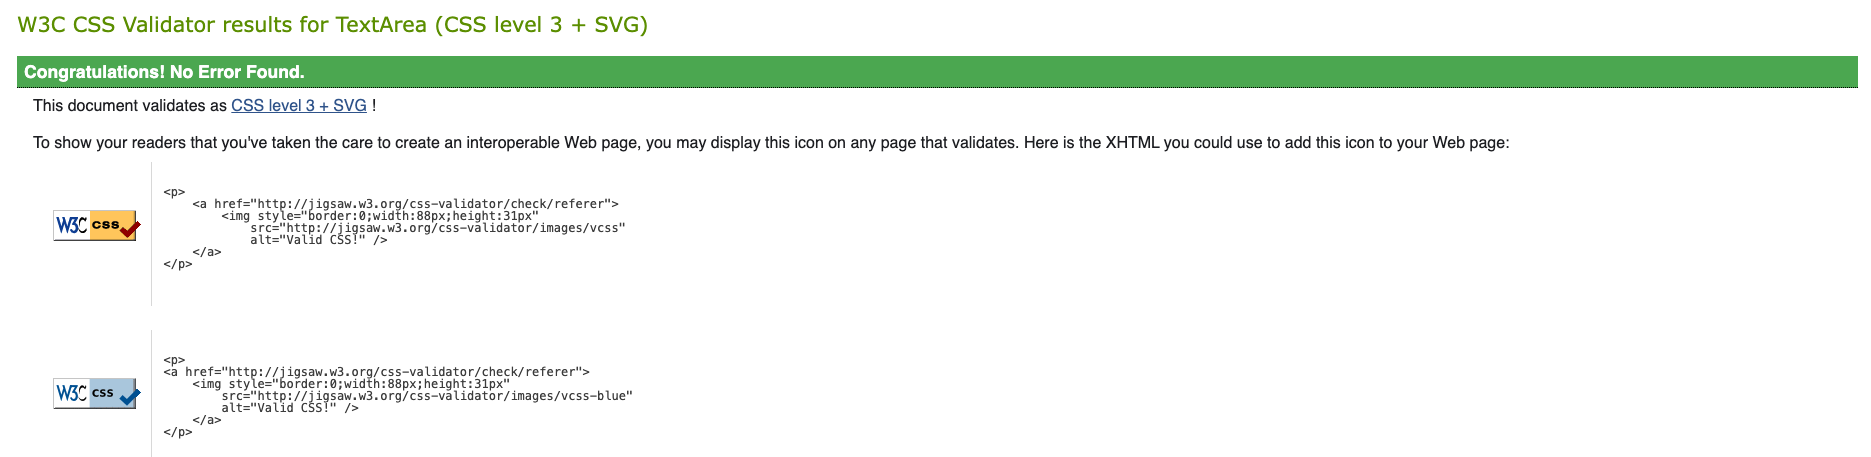 W3C CSS Validator results for TextArea (CSS level 3 + SVG)
Congratulations! No Error Found.
This document validates as CSS level 3 + SVG !
To show your readers that you've taken the care to create an interoperable Web page, you may display this icon on any page that validates. Here is the XHTML you could use to add this icon to your Web page:
W3C css
<p>
    <a href="http://jigsaw.w3.org/css-validator/check/referer">
        <img style="border:0;width:88px;height:31px"
            src="http://jigsaw.w3.org/css-validator/images/vcss"
            alt="Valid CSS!" />
    </a>
</p>
W3C css
<p>
<a href="http://jigsaw.w3.org/css-validator/check/referer">
    <img style="border:0;width:88px;height:31px"
        src="http://jigsaw.w3.org/css-validator/images/vcss-blue"
        alt="Valid CSS!" />
    </a>
</p>